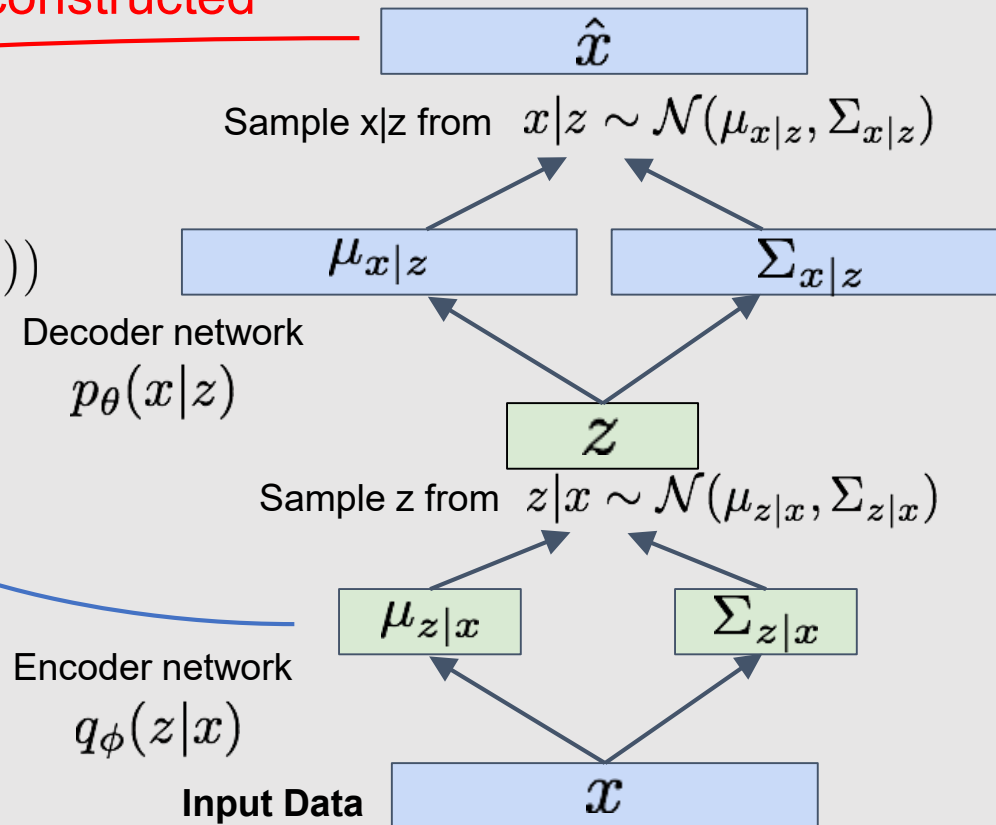 constructed
x̂
Sample x|z from x|z ∼ 𝒩(μ_{x|z}, Σ_{x|z})
))
μ_{x|z} Σ_{x|z}
Decoder network
p_θ(x|z)
z
Sample z from z|x ∼ 𝒩(μ_{z|x}, Σ_{z|x})
μ_{z|x} Σ_{z|x}
Encoder network
q_ϕ(z|x)
Input Data x